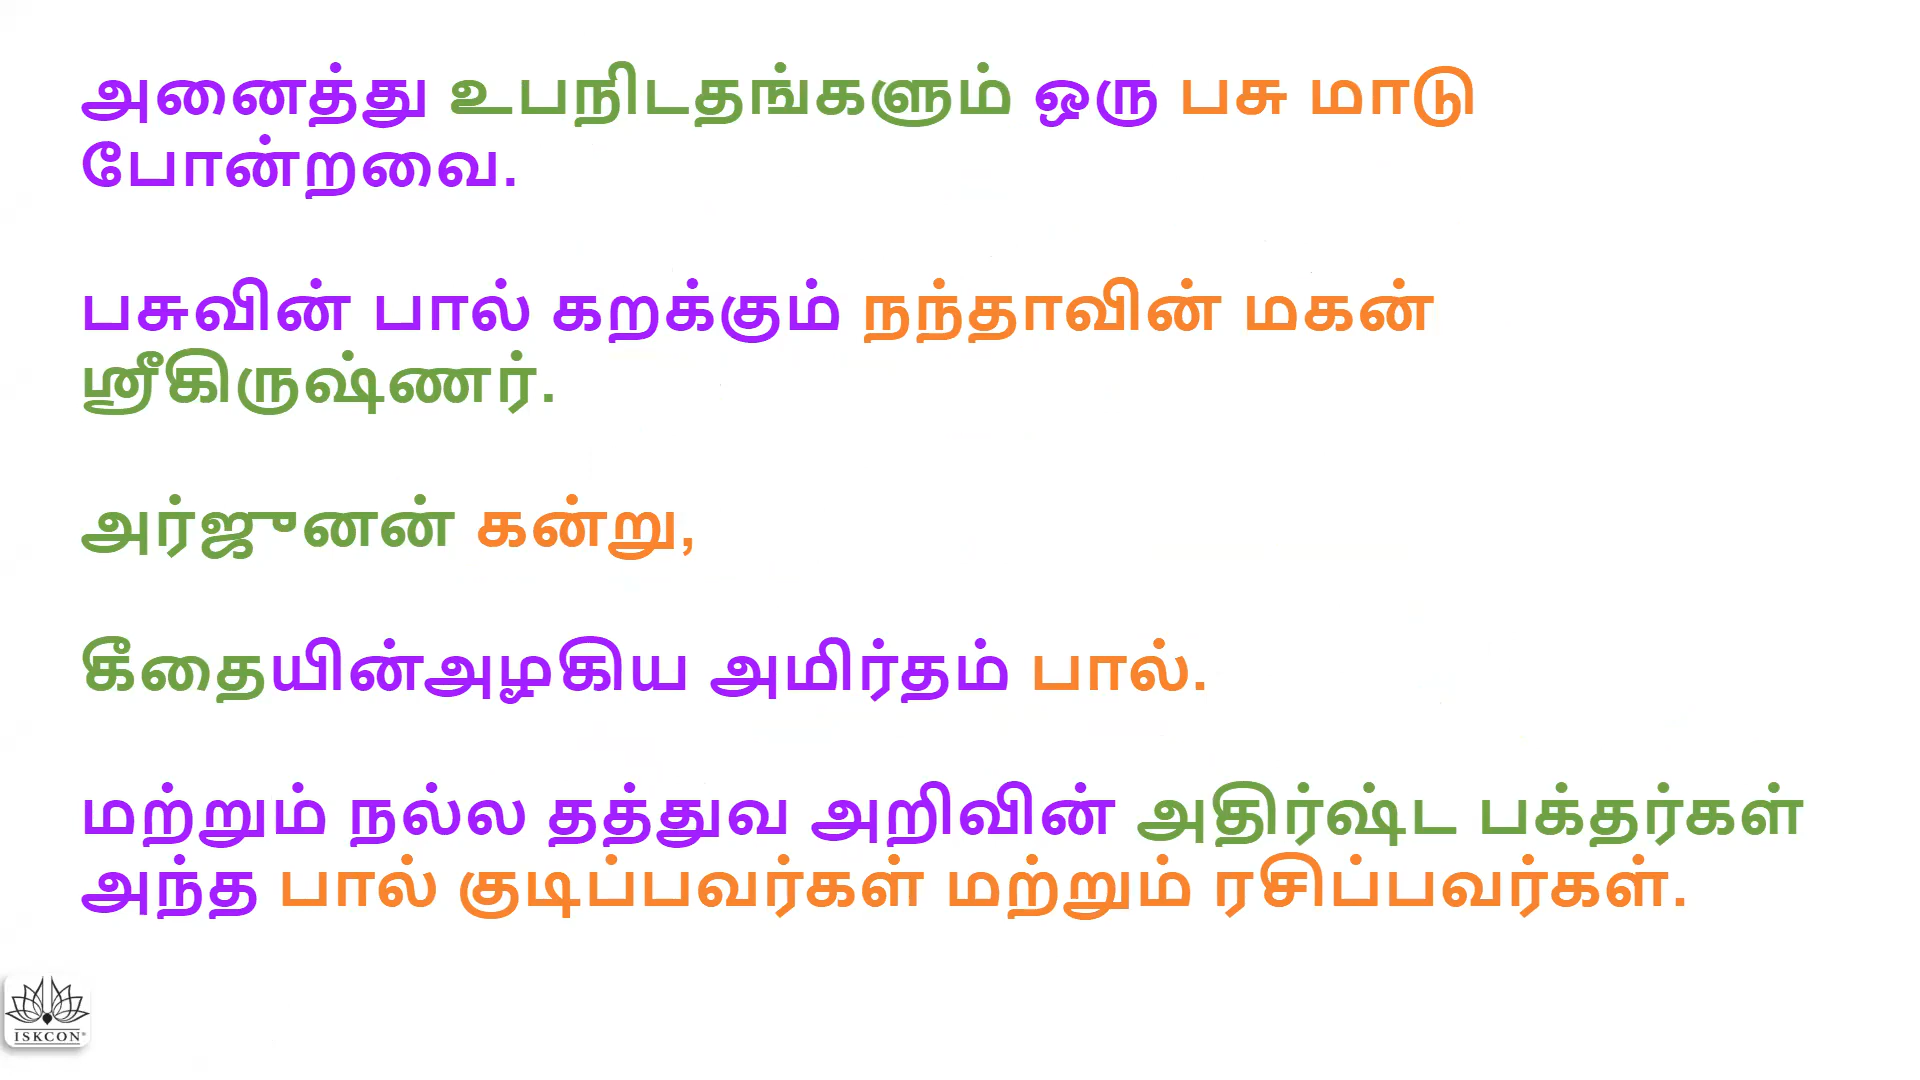 அனைத்து உபநிடதங்களும் ஒரு பசு மாடு
போன்றவை.
பசுவின் பால் கறக்கும் நந்தாவின் மகன்
ஸ்ரீகிருஷ்ணர்.
அர்ஜுனன் கன்று,
கீதையின்அழகிய அமிர்தம் பால்.
மற்றும் நல்ல தத்துவ அறிவின் அதிர்ஷ்ட பக்தர்கள்
அந்த பால் குடிப்பவர்கள் மற்றும் ரசிப்பவர்கள்.
ISKCON®